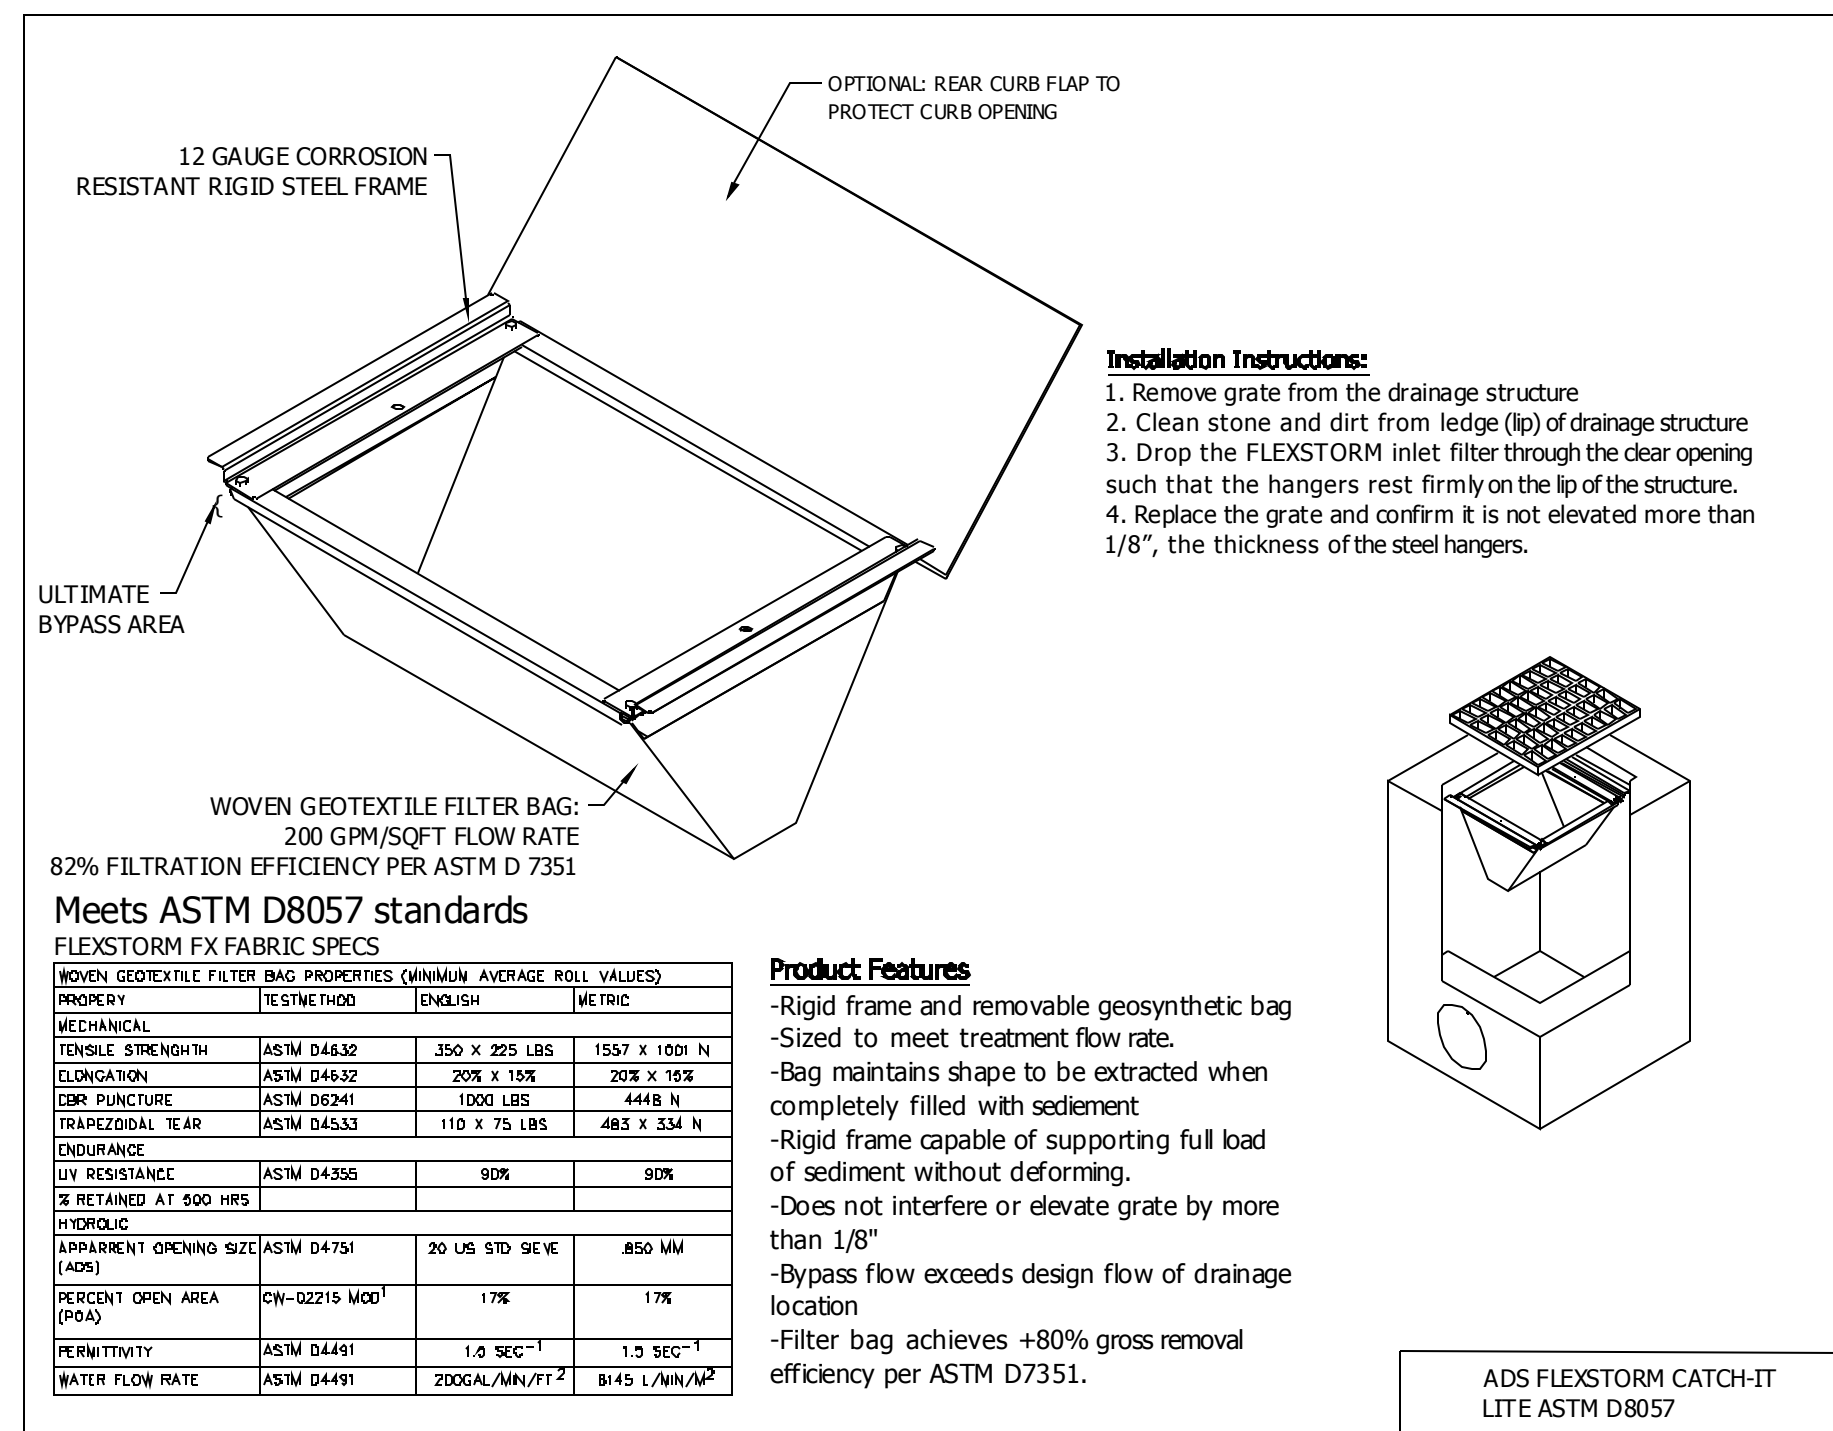 OPTIONAL: REAR CURB FLAP TO
PROTECT CURB OPENING
12 GAUGE CORROSION
RESISTANT RIGID STEEL FRAME
Installation Instructions:
1. Remove grate from the drainage structure
2. Clean stone and dirt from ledge (lip) of drainage structure
3. Drop the FLEXSTORM inlet filter through the clear opening
such that the hangers rest firmly on the lip of the structure.
4. Replace the grate and confirm it is not elevated more than
1/8”, the thickness of the steel hangers.
ULTIMATE
BYPASS AREA
WOVEN GEOTEXTILE FILTER BAG:
200 GPM/SQFT FLOW RATE
82% FILTRATION EFFICIENCY PER ASTM D 7351
Meets ASTM D8057 standards
FLEXSTORM FX FABRIC SPECS
WOVEN GEOTEXTILE FILTER BAG PROPERTIES (MINIMUM AVERAGE ROLL VALUES)
PROPERY TESTMETHOD ENGLISH METRIC
MECHANICAL
TENSILE STRENGHTH ASTM D4632 350 X 225 LBS 1557 X 1001 N
ELONGATION ASTM D4632 20% X 15% 20% X 15%
CBR PUNCTURE ASTM D6241 1000 LBS 4448 N
TRAPEZOIDAL TEAR ASTM D4533 110 X 75 LBS 483 X 334 N
ENDURANCE
UV RESISTANCE ASTM D4355 90% 90%
% RETAINED AT 500 HRS
HYDROLIC
APPARRENT OPENING SIZE ASTM D4751 20 US STD SIEVE .850 MM
(AOS)
PERCENT OPEN AREA CW-02215 MOD¹ 17% 17%
(POA)
PERMITTIVITY ASTM D4491 1.5 SEC⁻¹ 1.5 SEC⁻¹
WATER FLOW RATE ASTM D4491 200GAL/MIN/FT² 8145 L/MIN/M²
Product Features
-Rigid frame and removable geosynthetic bag
-Sized to meet treatment flow rate.
-Bag maintains shape to be extracted when
completely filled with sediement
-Rigid frame capable of supporting full load
of sediment without deforming.
-Does not interfere or elevate grate by more
than 1/8"
-Bypass flow exceeds design flow of drainage
location
-Filter bag achieves +80% gross removal
efficiency per ASTM D7351.
ADS FLEXSTORM CATCH-IT
LITE ASTM D8057